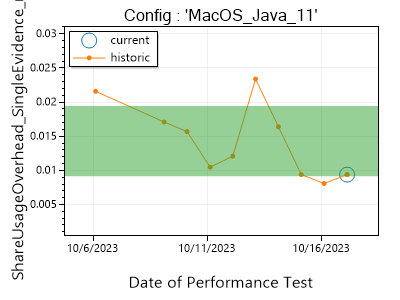 Config : 'MacOS_Java_11'
current
historic
0.03
0.025
0.02
0.015
0.01
0.005
10/6/2023
10/11/2023
10/16/2023
Date of Performance Test